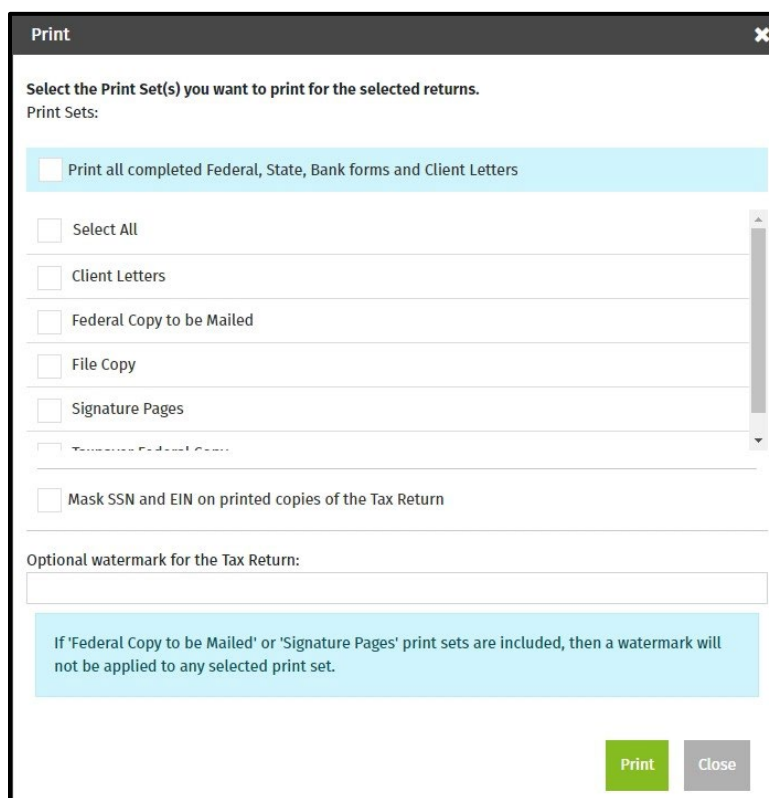 Print
Select the Print Set(s) you want to print for the selected returns.
Print Sets:
Print all completed Federal, State, Bank forms and Client Letters
Select All
Client Letters
Federal Copy to be Mailed
File Copy
Signature Pages
Taxpayer Federal Copy
Mask SSN and EIN on printed copies of the Tax Return
Optional watermark for the Tax Return:
If 'Federal Copy to be Mailed' or 'Signature Pages' print sets are included, then a watermark will
not be applied to any selected print set.
Print Close